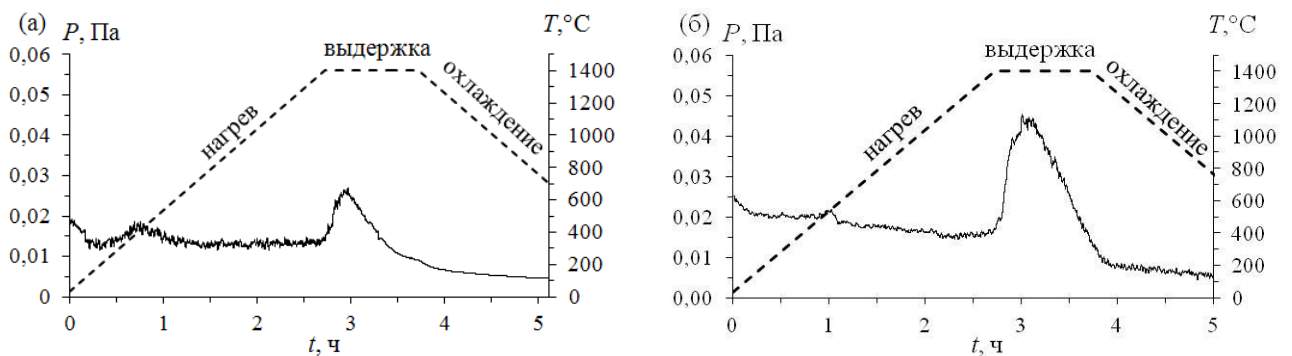 (а)
P, Па
T,°C
0,06
0,05
0,04
0,03
0,02
0,01
0
1400
1200
1000
800
600
400
200
0
нагрев
выдержка
охлаждение
0 1 2 3 4 5
t, ч
(б)
P, Па
T,°C
0,06
0,05
0,04
0,03
0,02
0,01
0,00
1400
1200
1000
800
600
400
200
0
нагрев
выдержка
охлаждение
0 1 2 3 4 5
t, ч